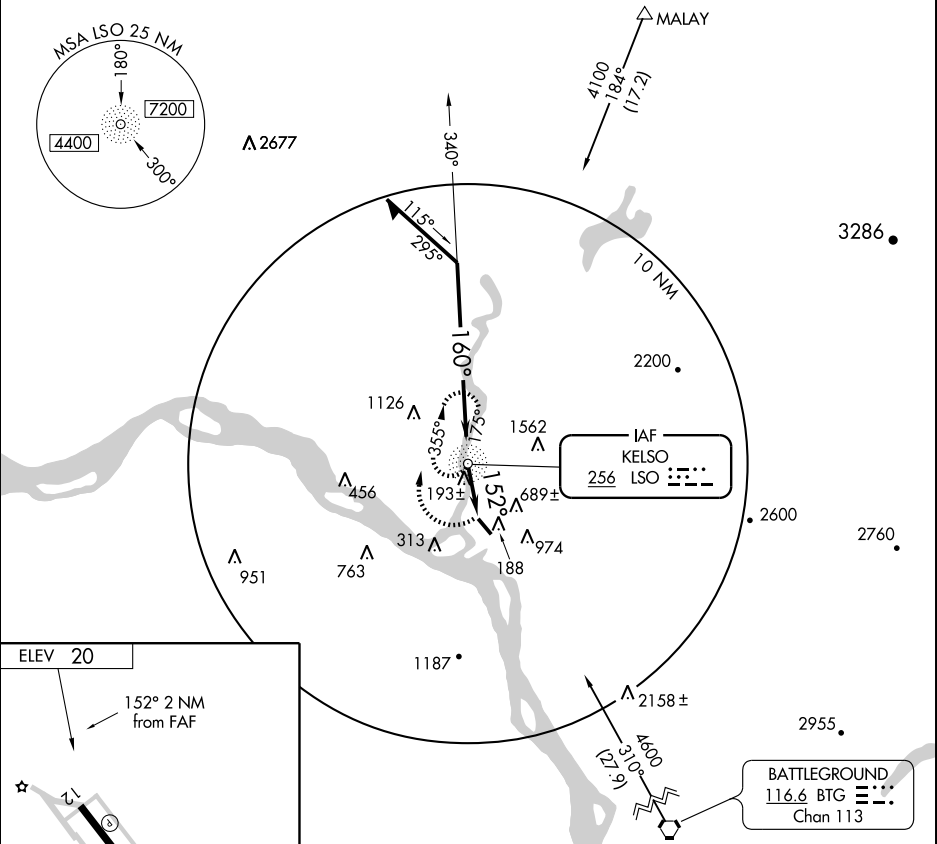 MSA LSO 25 NM
180°
7200
4400
300°
2677
MALAY
4100
184°
(17.2)
340°
115°
295°
10 NM
3286
160°
2200
1126
355°
175°
1562
IAF
KELSO
256 LSO
456
193±
152°
689±
2600
2760
313
974
188
951
763
1187
2158±
2955
4600
310°
(27.9)
BATTLEGROUND
116.6 BTG
Chan 113
ELEV 20
152° 2 NM
from FAF
12
P